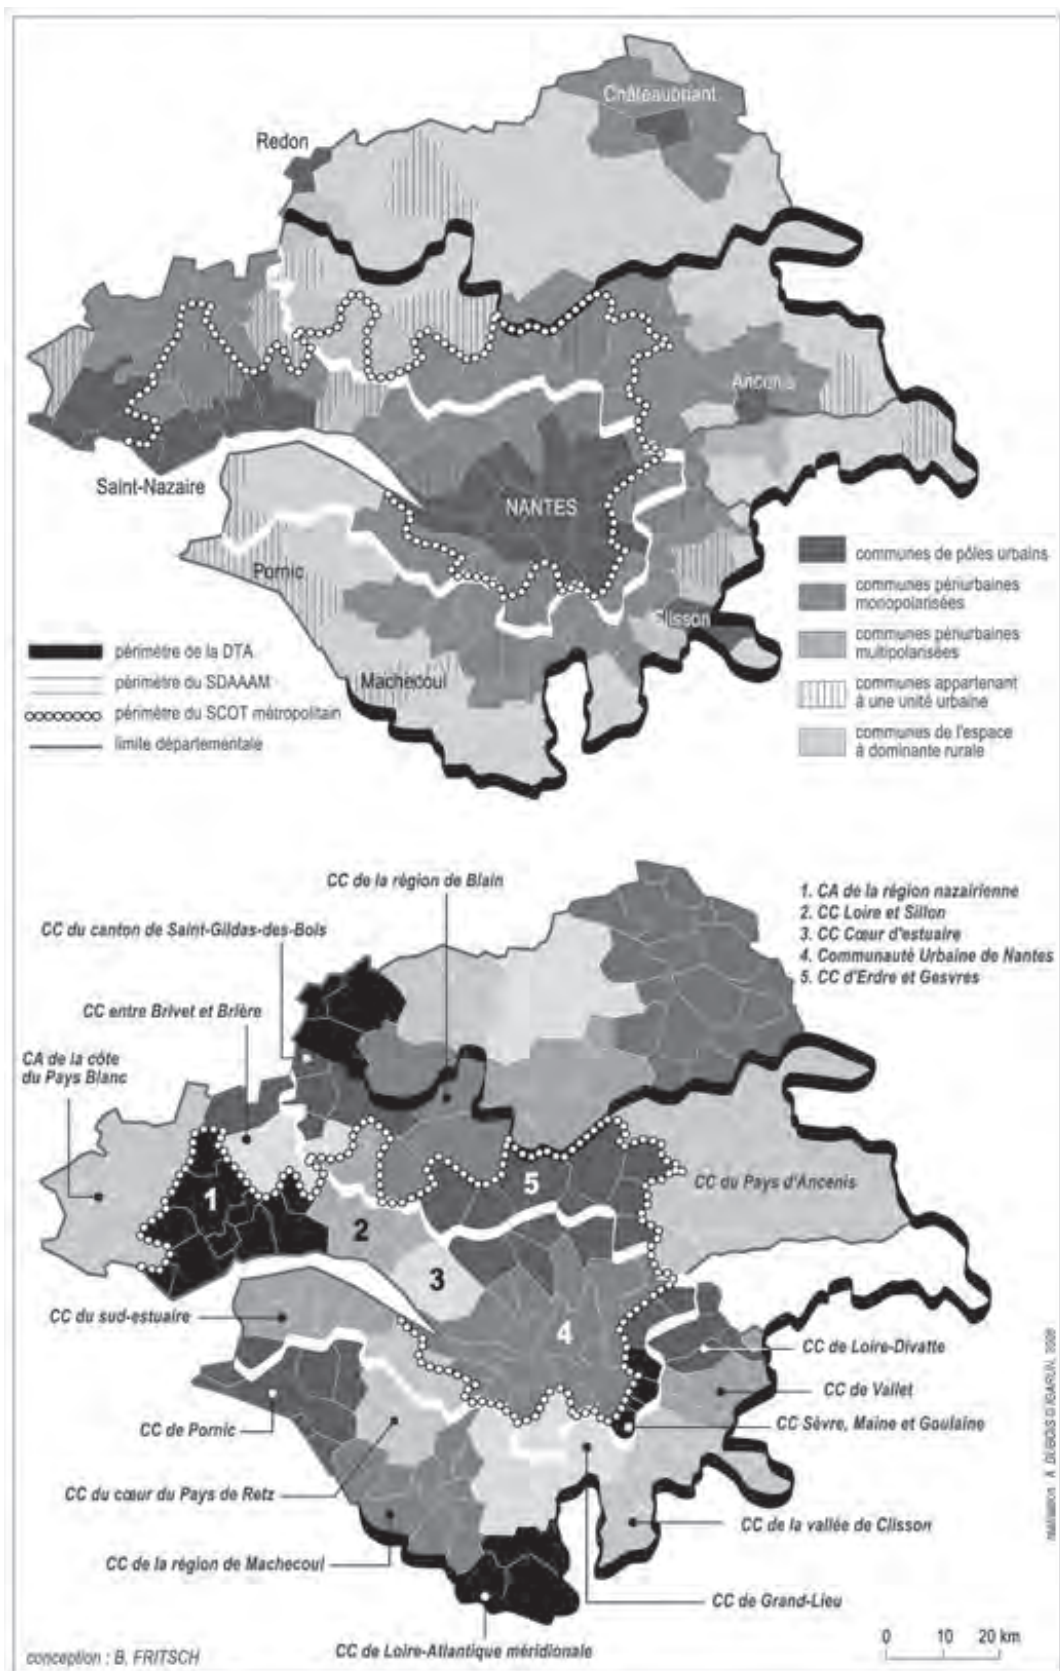 Châteaubriant
Redon
Ancenis
Saint-Nazaire
NANTES
Pornic
Clisson
Machecoul
périmètre de la DTA
périmètre du SDAAAM
périmètre du SCOT métropolitain
limite départementale
communes de pôles urbains
communes périurbaines
monopolarisées
communes périurbaines
multipolarisées
communes appartenant
à une unité urbaine
communes de l'espace
à dominante rurale
CC de la région de Blain
CC du canton de Saint-Gildas-des-Bois
CC entre Brivet et Brière
CA de la côte
du Pays Blanc
1. CA de la région nazairienne
2. CC Loire et Sillon
3. CC Cœur d'estuaire
4. Communauté Urbaine de Nantes
5. CC d'Erdre et Gesvres
1
2
3
4
5
CC du Pays d'Ancenis
CC du sud-estuaire
CC de Loire-Divatte
CC de Vallet
CC Sèvre, Maine et Goulaine
CC de Pornic
CC du cœur du Pays de Retz
CC de la vallée de Clisson
CC de la région de Machecoul
CC de Grand-Lieu
CC de Loire-Atlantique méridionale
conception : B. FRITSCH
0 10 20 km
réalisation : A. DUBOIS